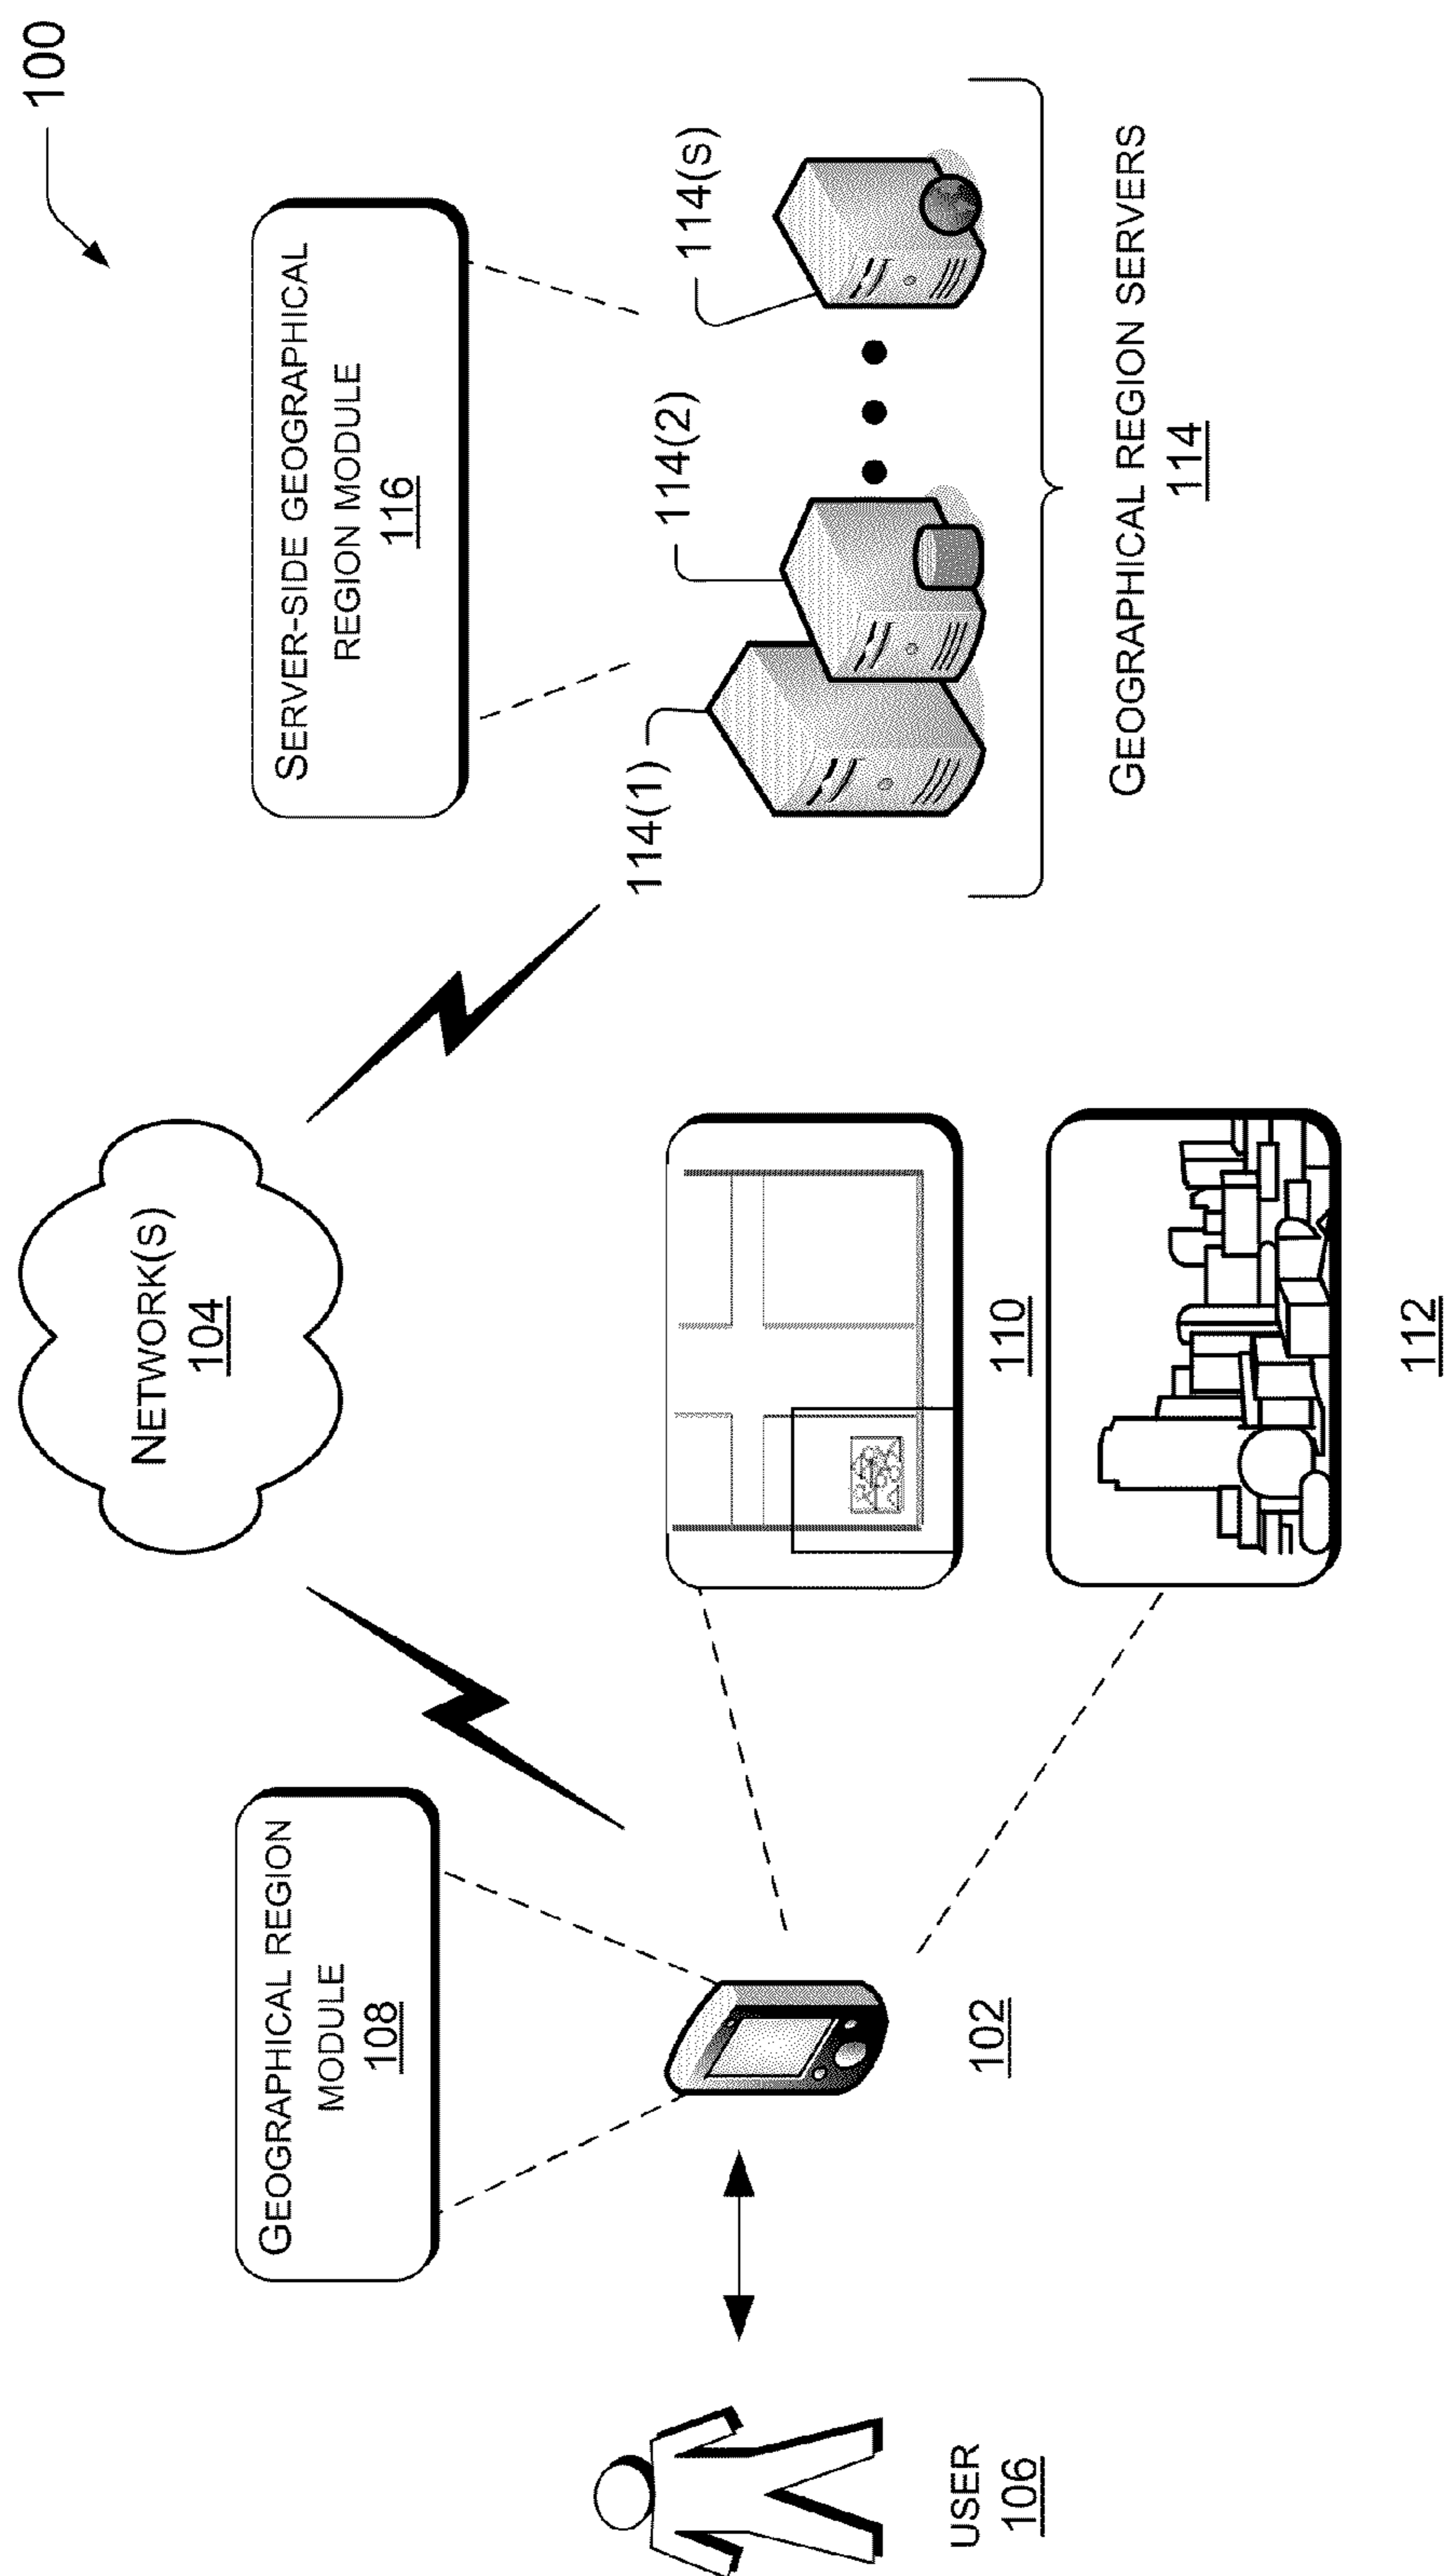 100
NETWORK(S)
104
GEOGRAPHICAL REGION
MODULE
108
SERVER-SIDE GEOGRAPHICAL
REGION MODULE
116
114(1)
114(2)
114(s)
USER
106
102
110
112
GEOGRAPHICAL REGION SERVERS
114